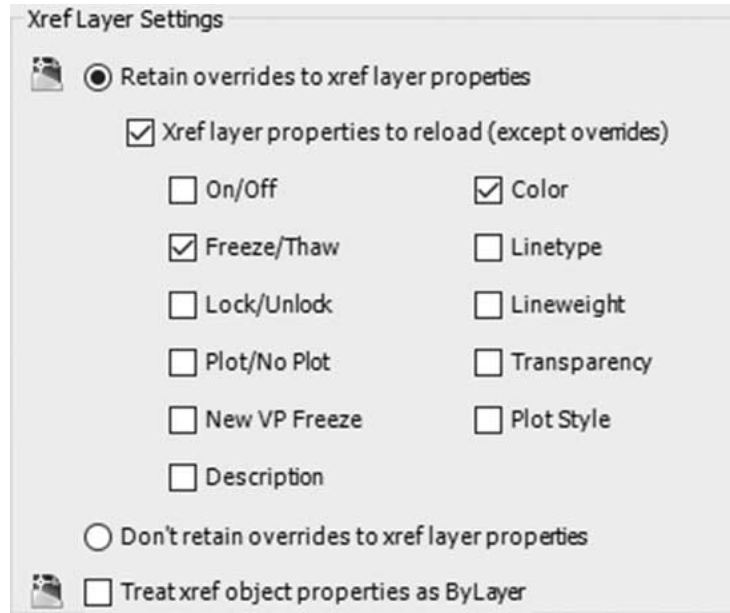 Xref Layer Settings
Retain overrides to xref layer properties
Xref layer properties to reload (except overrides)
On/Off
Color
Freeze/Thaw
Linetype
Lock/Unlock
Lineweight
Plot/No Plot
Transparency
New VP Freeze
Plot Style
Description
Don't retain overrides to xref layer properties
Treat xref object properties as ByLayer